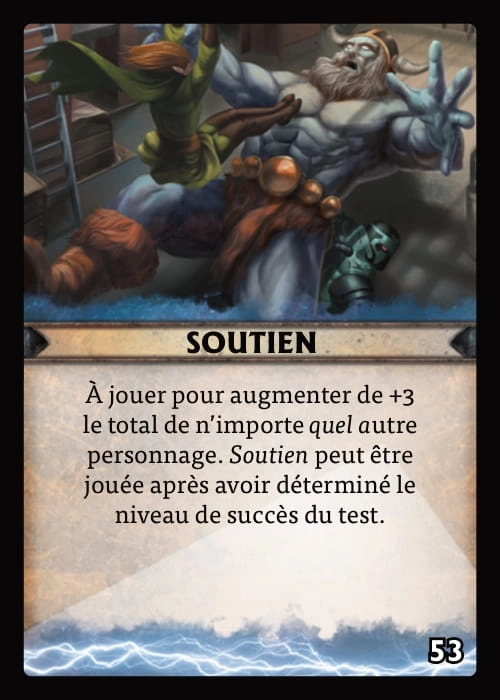 SOUTIEN
À jouer pour augmenter de +3
le total de n’importe quel autre
personnage. Soutien peut être
jouée après avoir déterminé le
niveau de succès du test.
53